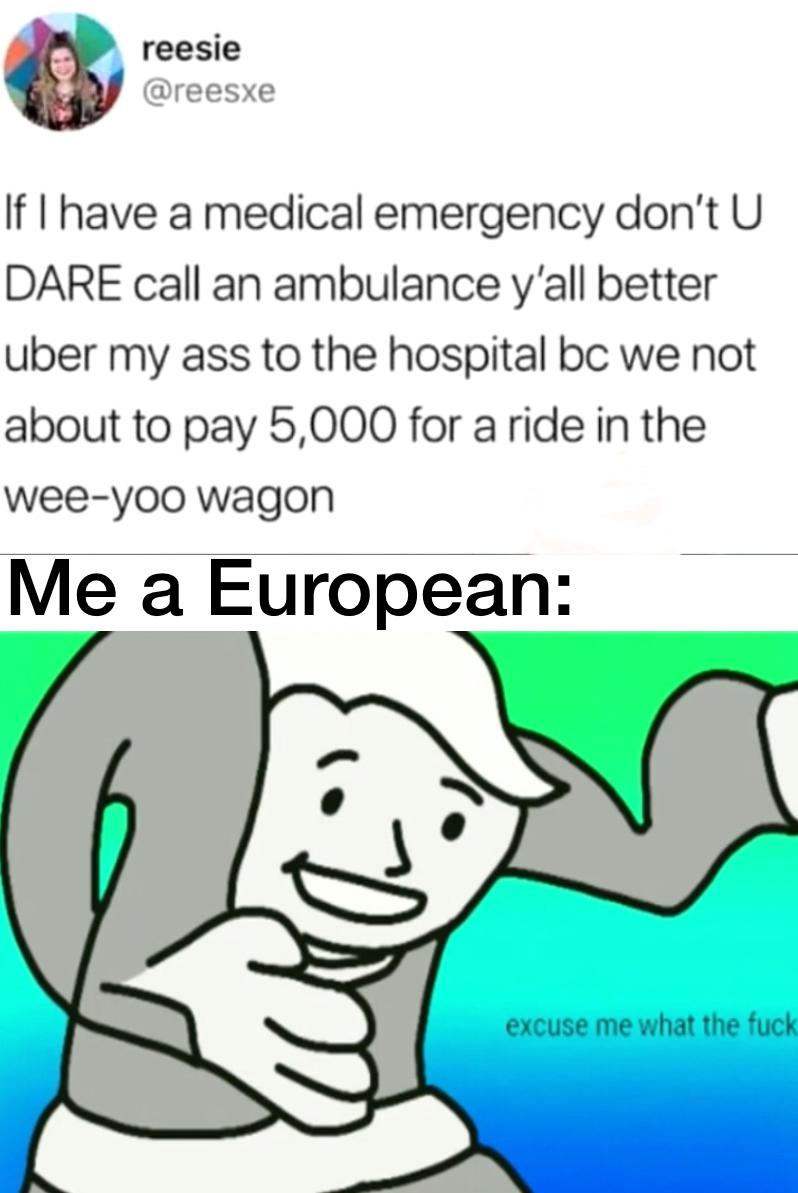 reesie
@reesxe
If I have a medical emergency don't U
DARE call an ambulance y'all better
uber my ass to the hospital bc we not
about to pay 5,000 for a ride in the
wee-yoo wagon
Me a European:
excuse me what the fuck